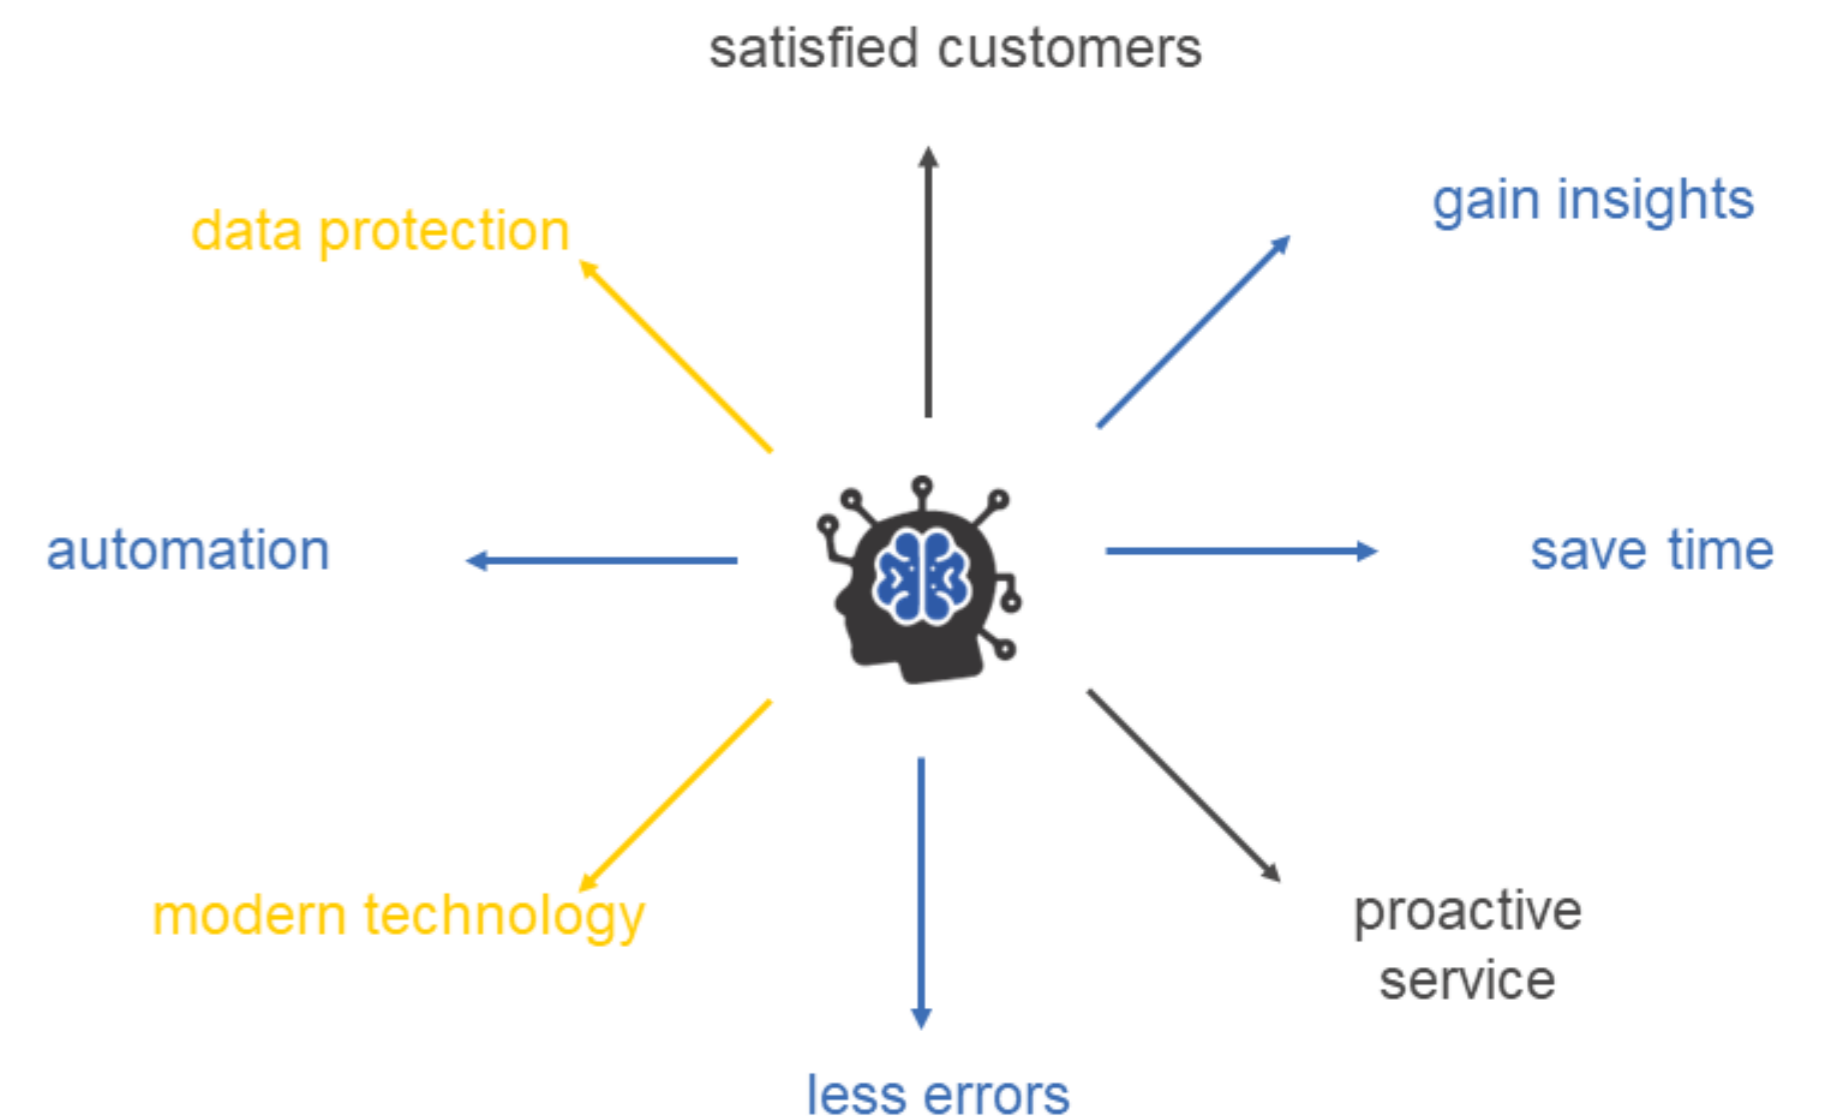 satisfied customers
gain insights
data protection
automation
save time
modern technology
proactive
service
less errors